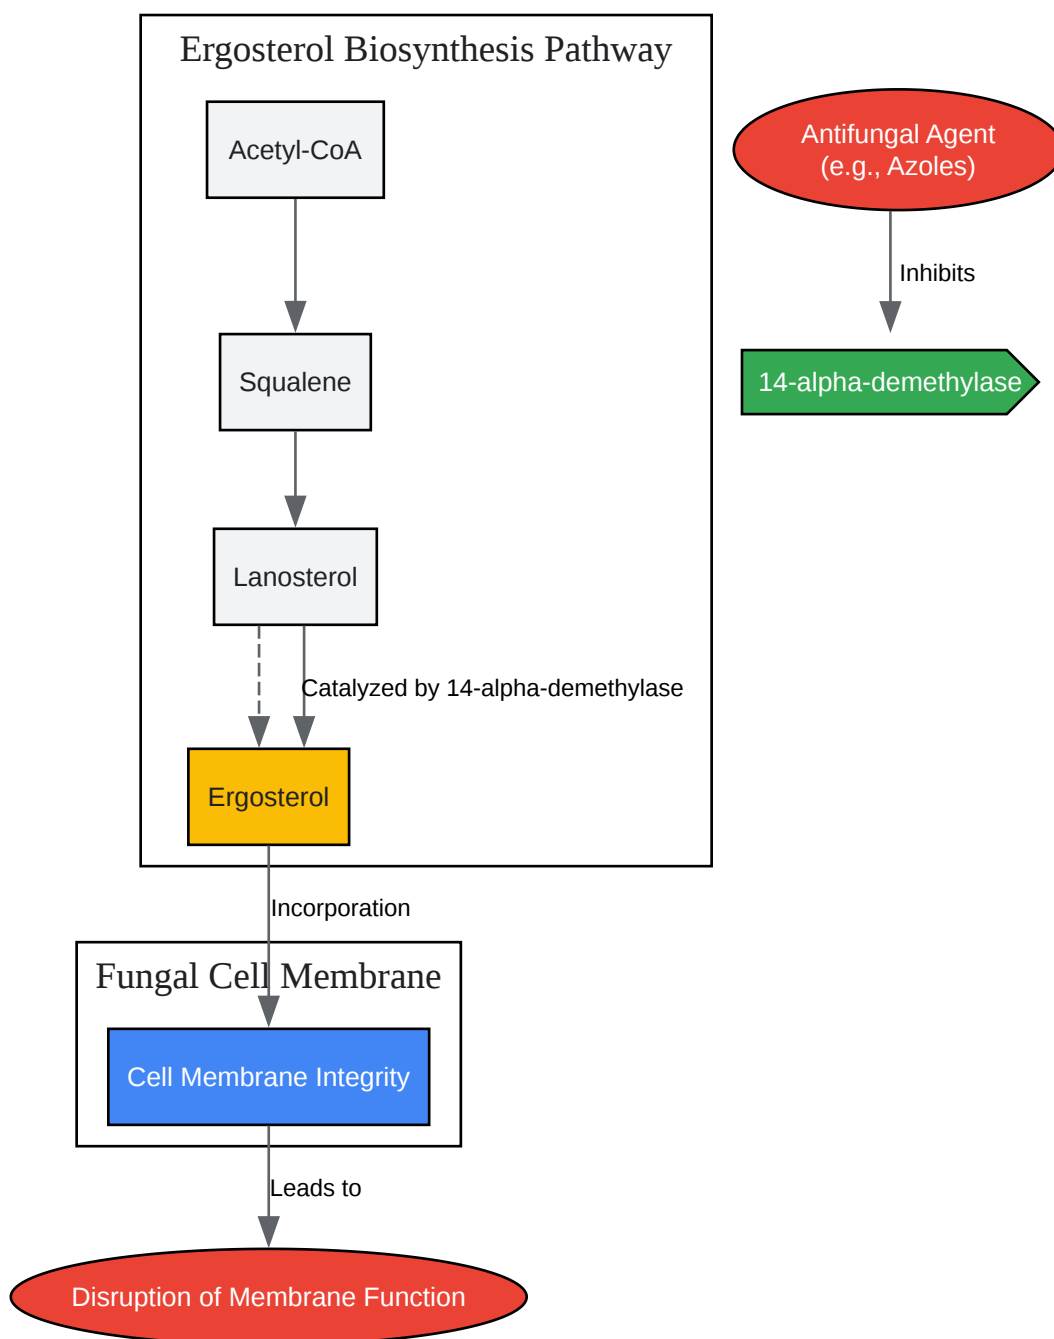 Ergosterol Biosynthesis Pathway
Acetyl-CoA
Antifungal Agent
(e.g., Azoles)
Inhibits
Squalene
14-alpha-demethylase
Lanosterol
Catalyzed by 14-alpha-demethylase
Ergosterol
Incorporation
Fungal Cell Membrane
Cell Membrane Integrity
Leads to
Disruption of Membrane Function